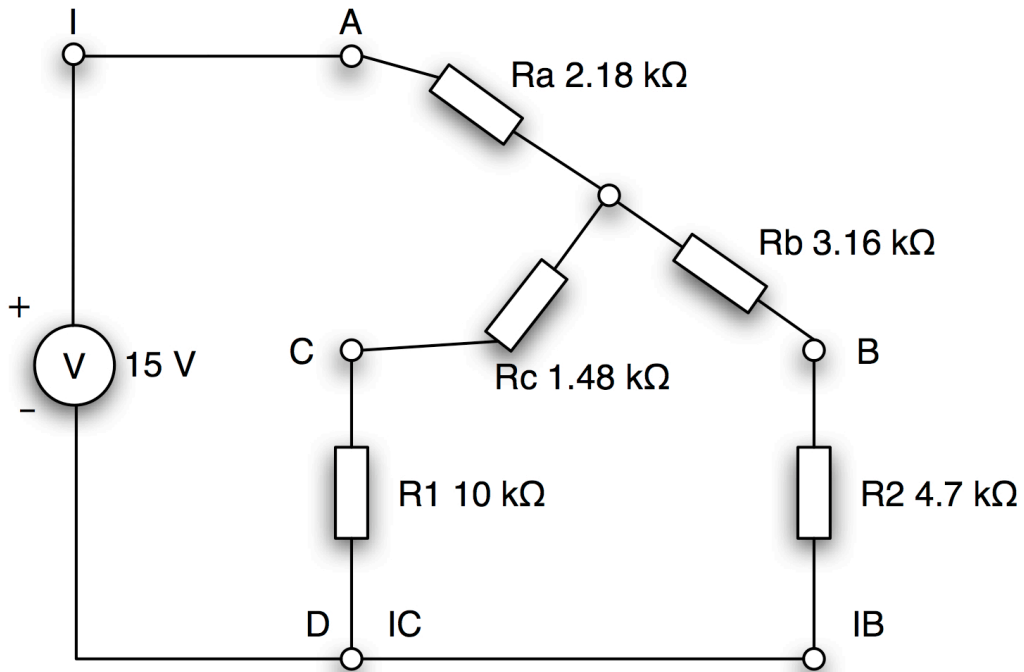 I
A
Ra 2.18 kΩ
Rb 3.16 kΩ
+
V
15 V
−
C
Rc 1.48 kΩ
B
R1 10 kΩ
R2 4.7 kΩ
D
IC
IB